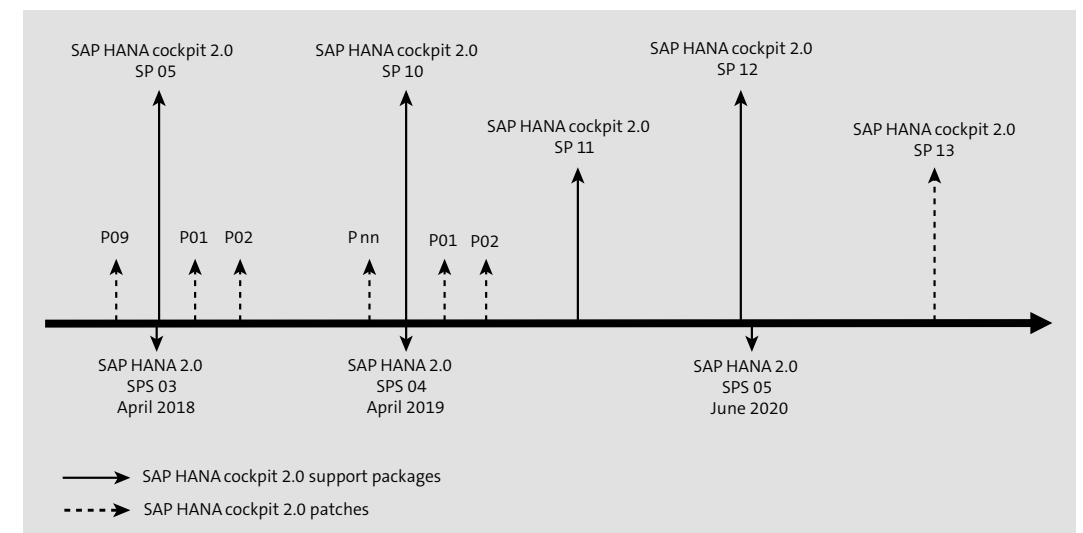 SAP HANA cockpit 2.0
SP 05
SAP HANA cockpit 2.0
SP 10
SAP HANA cockpit 2.0
SP 12
SAP HANA cockpit 2.0
SP 11
SAP HANA cockpit 2.0
SP 13
P09
P01
P02
P nn
P01
P02
SAP HANA 2.0
SPS 03
April 2018
SAP HANA 2.0
SPS 04
April 2019
SAP HANA 2.0
SPS 05
June 2020
SAP HANA cockpit 2.0 support packages
SAP HANA cockpit 2.0 patches